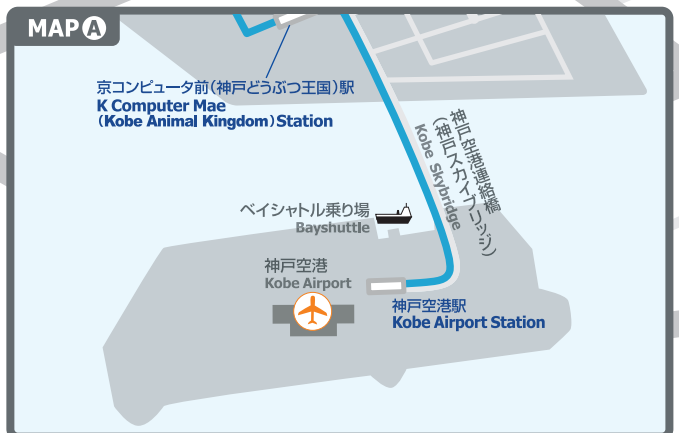 MAP A
京コンピュータ前(神戸どうぶつ王国)駅
K Computer Mae
(Kobe Animal Kingdom)Station
神戸空港連絡橋
(神戸スカイブリッジ)
Kobe Skybridge
ベイシャトル乗り場
Bayshuttle
神戸空港
Kobe Airport
神戸空港駅
Kobe Airport Station